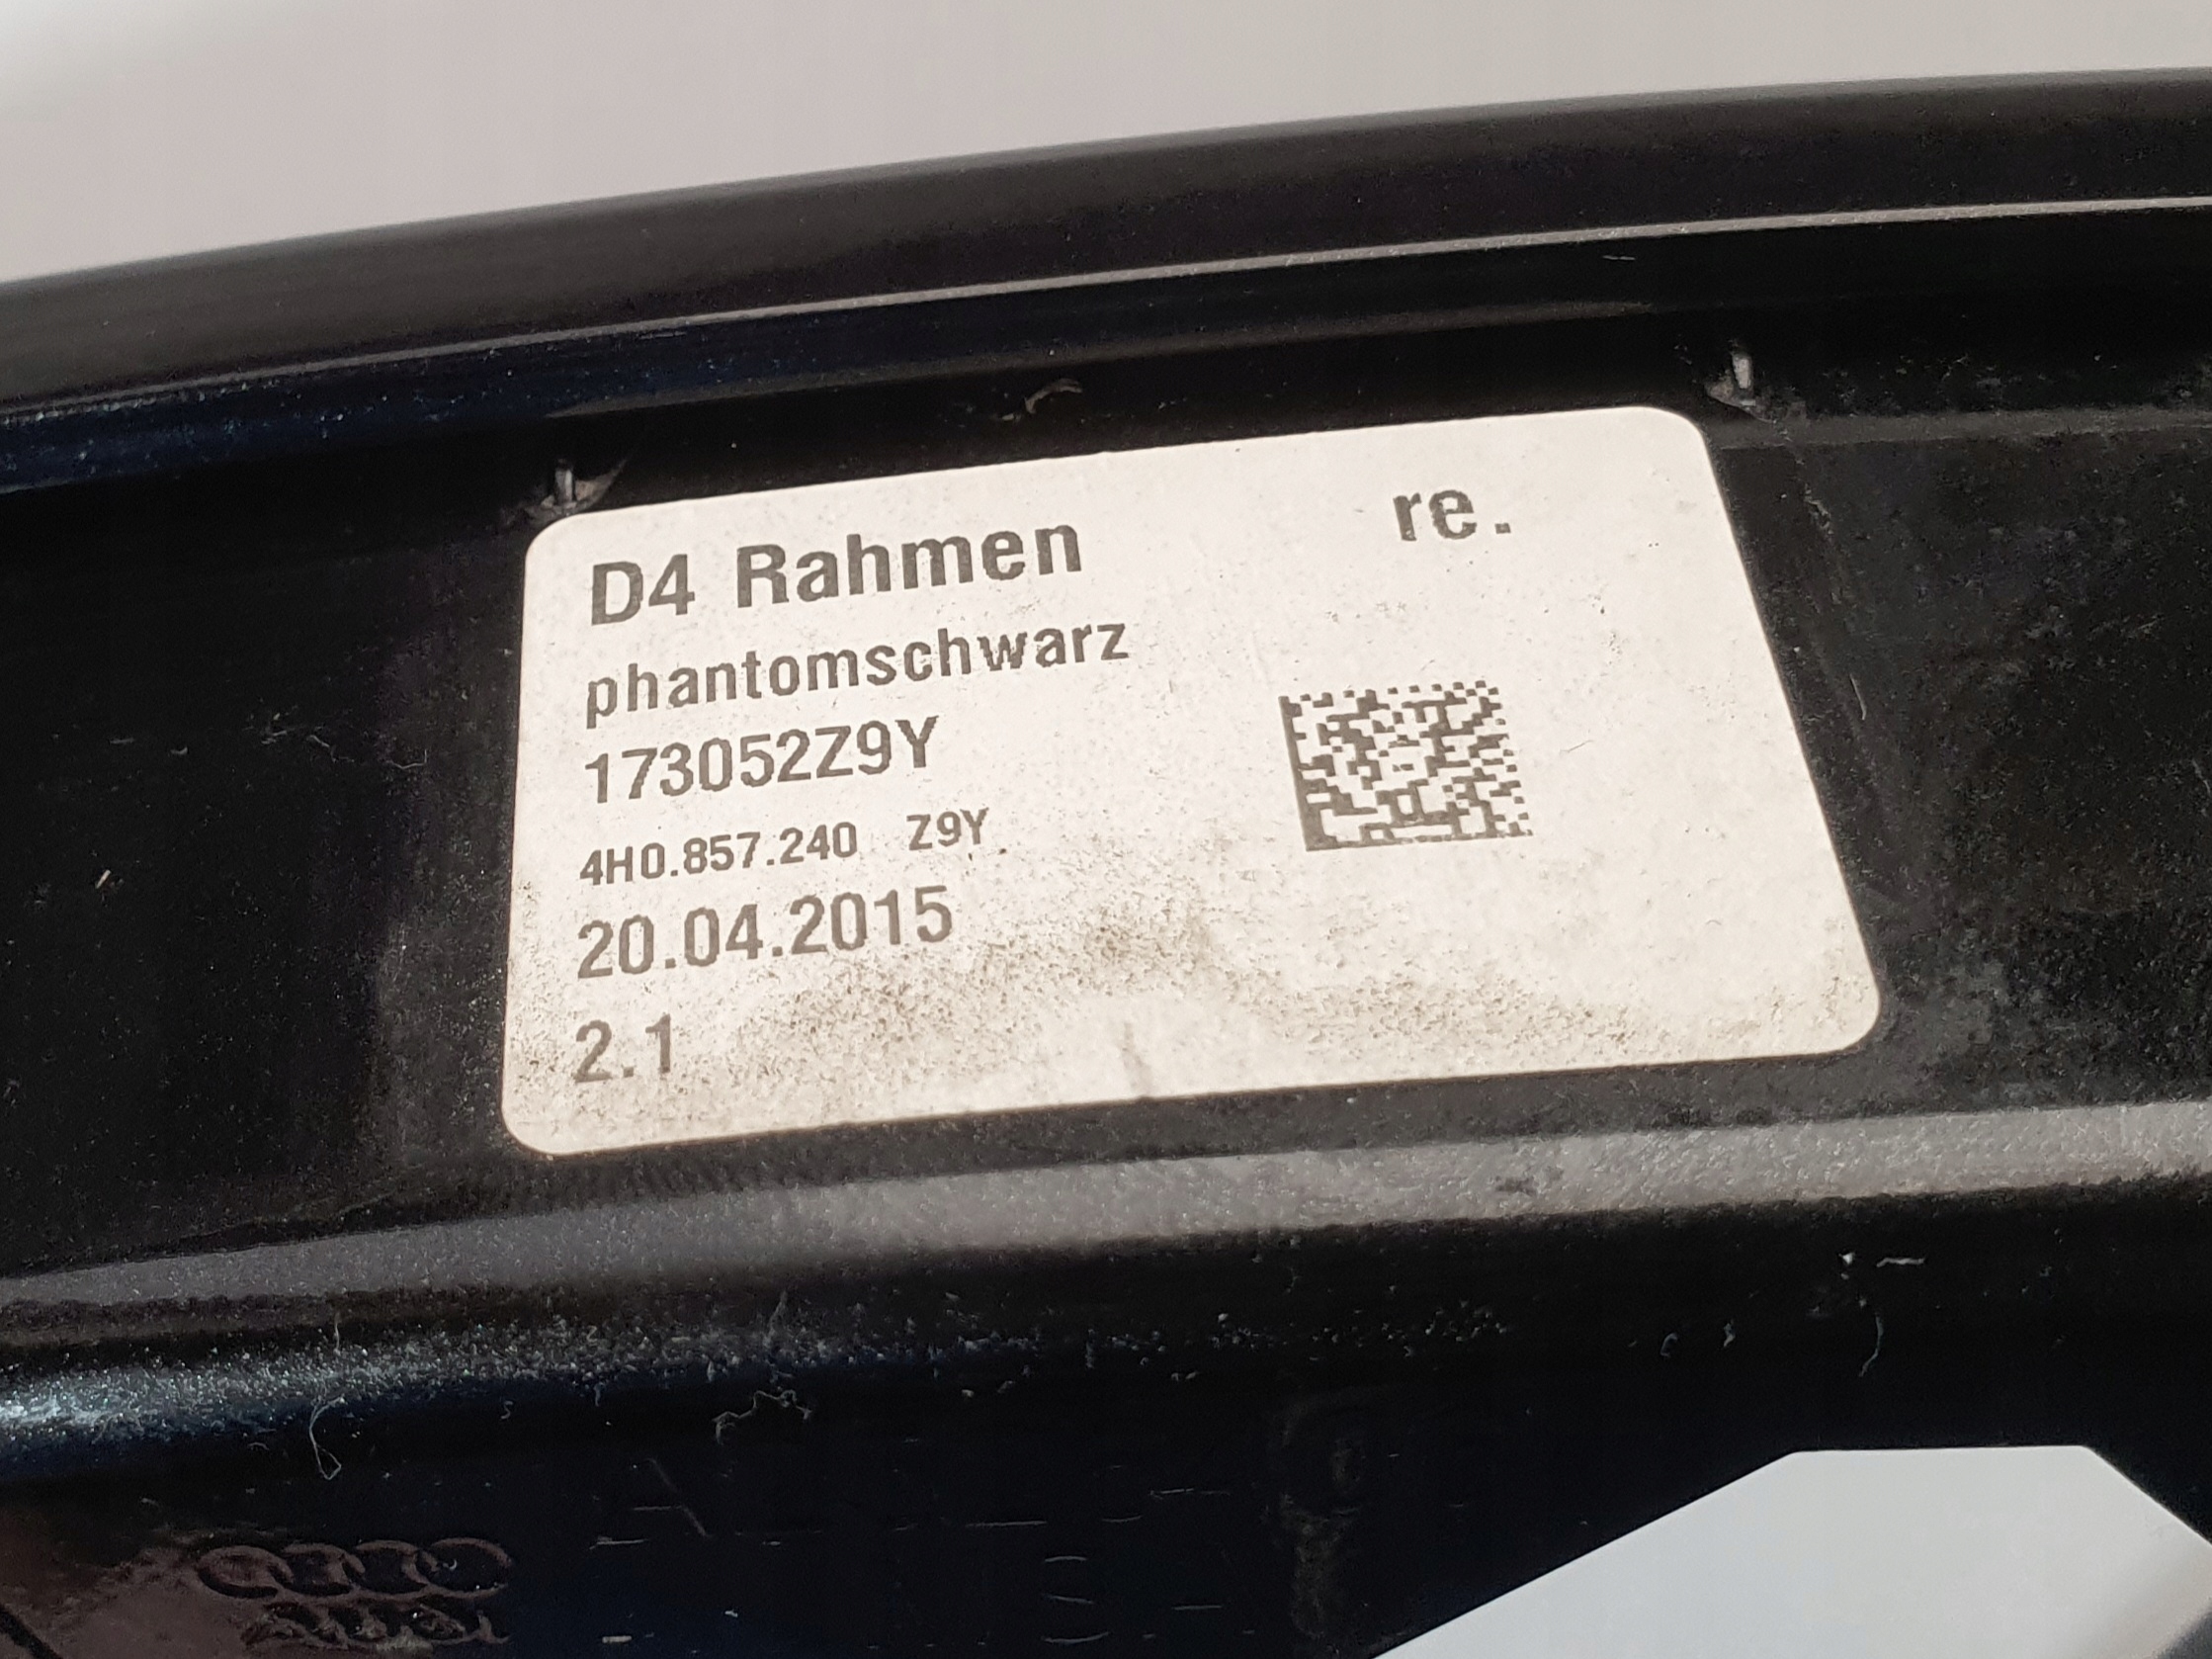 D4 Rahmen re.
phantomschwarz
173052Z9Y
4H0.857.240 Z9Y
20.04.2015
2.1